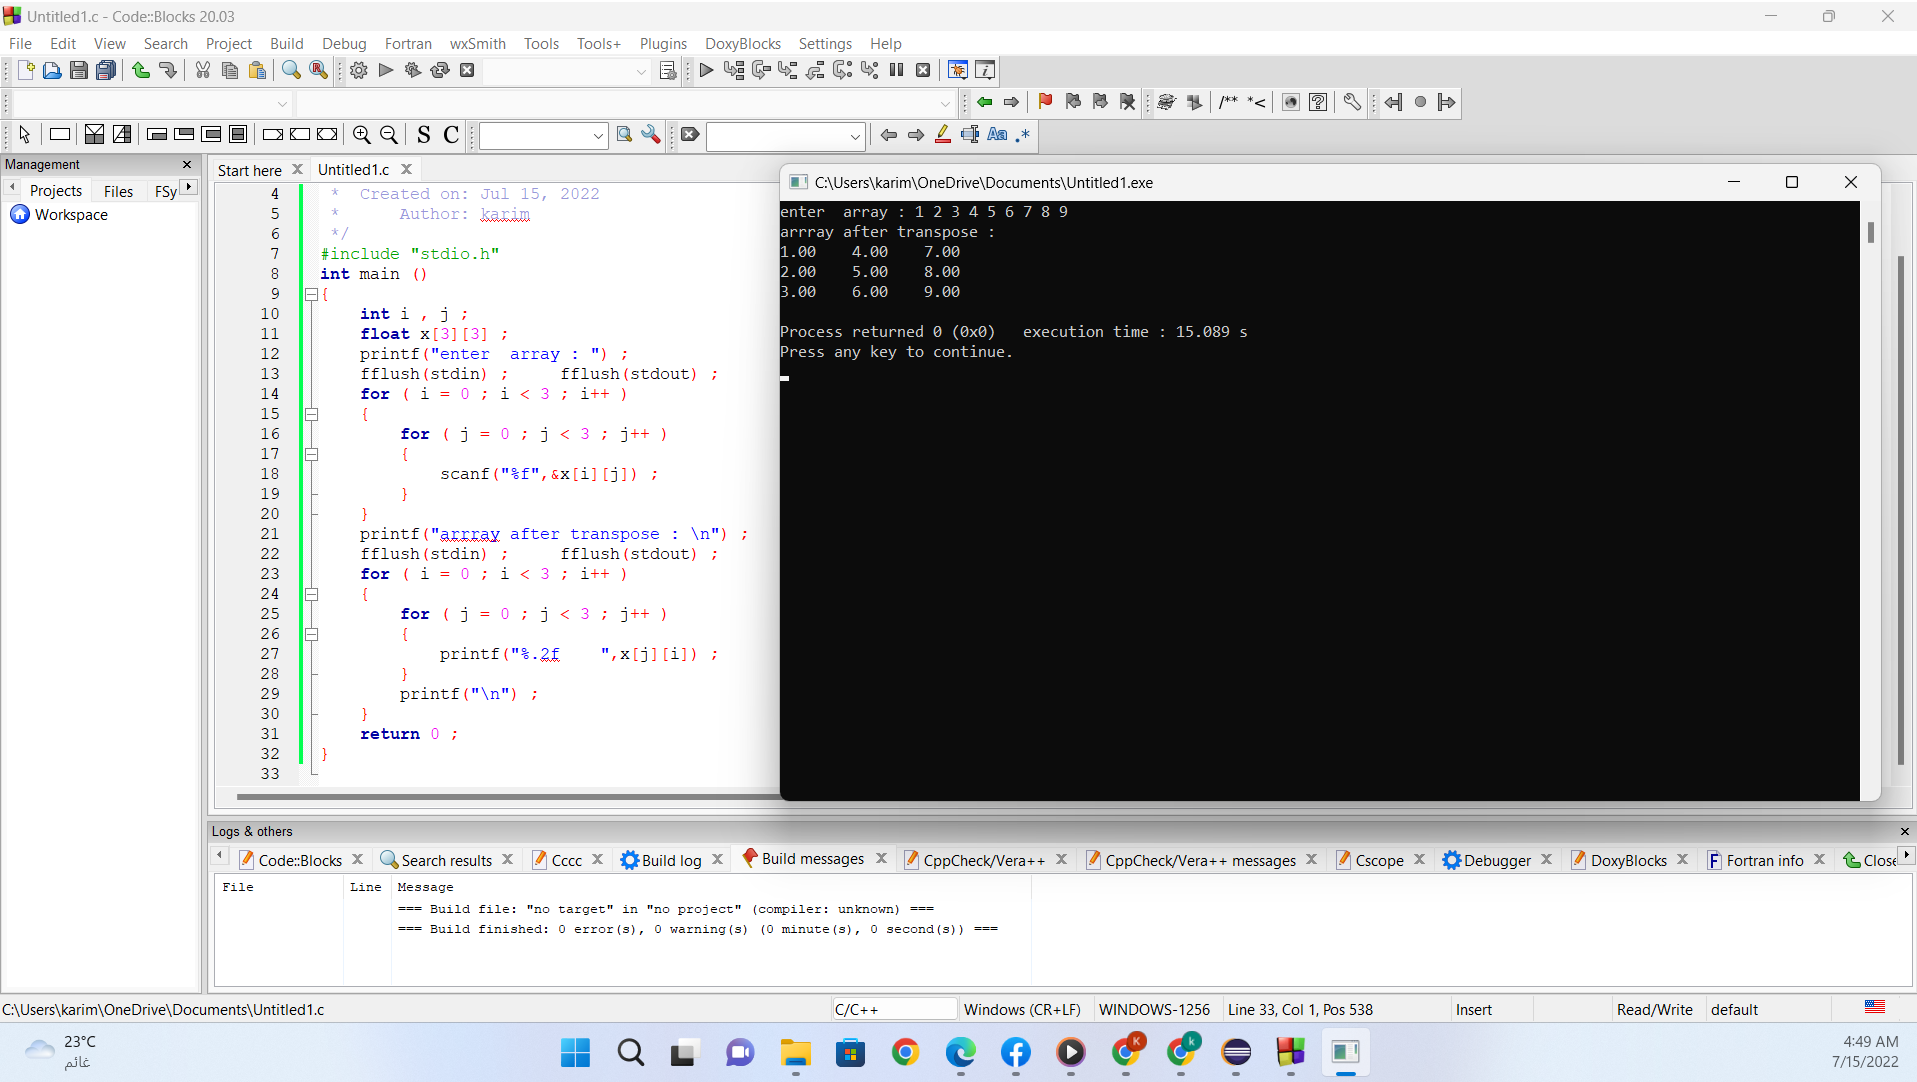 Untitled1.c - Code::Blocks 20.03
File Edit View Search Project Build Debug Fortran wxSmith Tools Tools+ Plugins DoxyBlocks Settings Help
/** *<
S C Aa .*
Management
Projects Files FSy
Workspace
Start here Untitled1.c
4 * Created on: Jul 15, 2022
5 * Author: karim
6 */
7 #include "stdio.h"
8 int main ()
9 {
10 int i , j ;
11 float x[3][3] ;
12 printf("enter  array : ") ;
13 fflush(stdin) ;     fflush(stdout) ;
14 for ( i = 0 ; i < 3 ; i++ )
15 {
16 for ( j = 0 ; j < 3 ; j++ )
17 {
18 scanf("%f",&x[i][j]) ;
19 }
20 }
21 printf("arrray after transpose : \n") ;
22 fflush(stdin) ;     fflush(stdout) ;
23 for ( i = 0 ; i < 3 ; i++ )
24 {
25 for ( j = 0 ; j < 3 ; j++ )
26 {
27 printf("%.2f    ",x[j][i]) ;
28 }
29 printf("\n") ;
30 }
31 return 0 ;
32 }
33
C:\Users\karim\OneDrive\Documents\Untitled1.exe
enter  array : 1 2 3 4 5 6 7 8 9
arrray after transpose :
1.00    4.00    7.00
2.00    5.00    8.00
3.00    6.00    9.00
Process returned 0 (0x0)   execution time : 15.089 s
Press any key to continue.
Logs & others
Code::Blocks Search results Cccc Build log Build messages CppCheck/Vera++ CppCheck/Vera++ messages Cscope Debugger DoxyBlocks Fortran info Close
File Line Message
=== Build file: "no target" in "no project" (compiler: unknown) ===
=== Build finished: 0 error(s), 0 warning(s) (0 minute(s), 0 second(s)) ===
C:\Users\karim\OneDrive\Documents\Untitled1.c C/C++ Windows (CR+LF) WINDOWS-1256 Line 33, Col 1, Pos 538 Insert Read/Write default
23°C
غائم
K
k
4:49 AM
7/15/2022